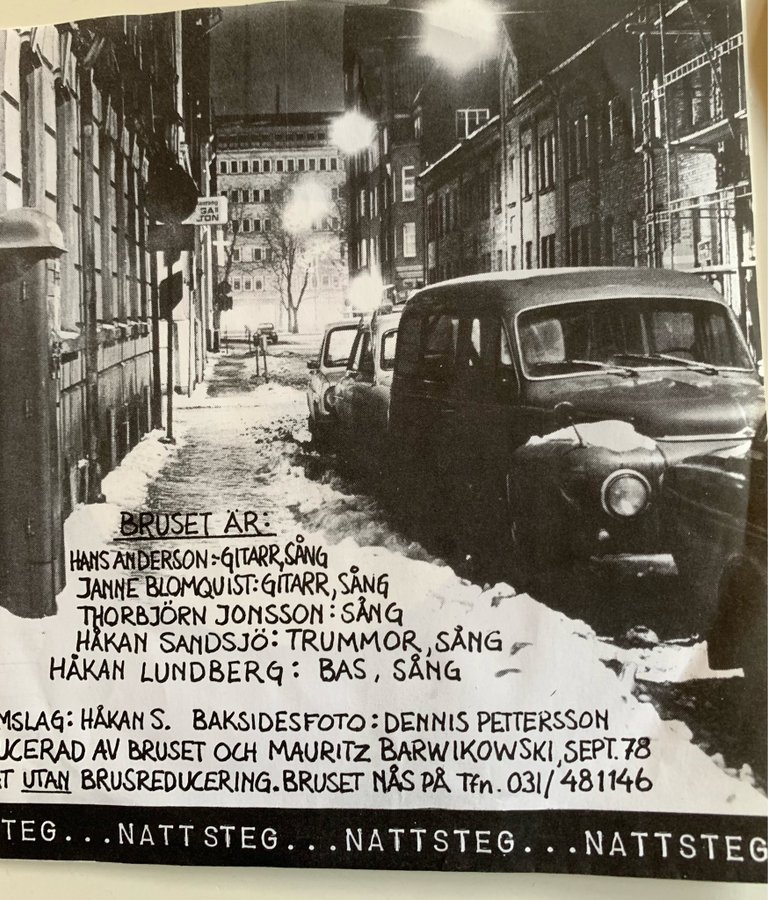 GA
TON
BRUSET ÄR:
HANS ANDERSON:-GITARR,SÅNG
JANNE BLOMQUIST:GITARR,SÅNG
THORBJÖRN JONSSON:SÅNG
HÅKAN SANDSJÖ: TRUMMOR,SÅNG
HÅKAN LUNDBERG: BAS, SÅNG
MSLAG: HÅKAN S. BAKSIDESFOTO: DENNIS PETTERSSON
UCERAD AV BRUSET OCH MAURITZ BARWIKOWSKI,SEPT.78
T UTAN BRUSREDUCERING.BRUSET NÅS PÅ Tfn. 031/481146
TEG...NATTSTEG...NATTSTEG...NATTSTEG